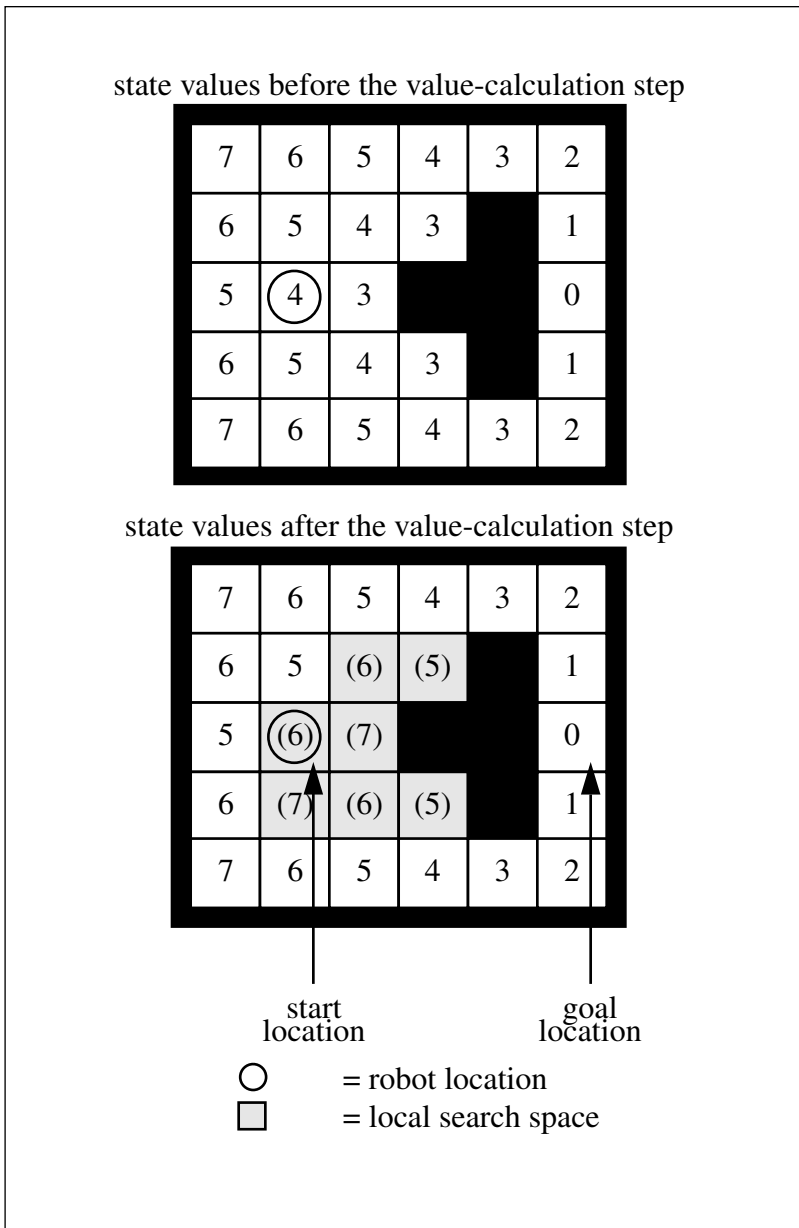 state values before the value-calculation step
7 6 5 4 3 2
6 5 4 3 1
5 4 3 0
6 5 4 3 1
7 6 5 4 3 2
state values after the value-calculation step
7 6 5 4 3 2
6 5 (6) (5) 1
5 (6) (7) 0
6 (7) (6) (5) 1
7 6 5 4 3 2
start
location
goal
location
= robot location
= local search space